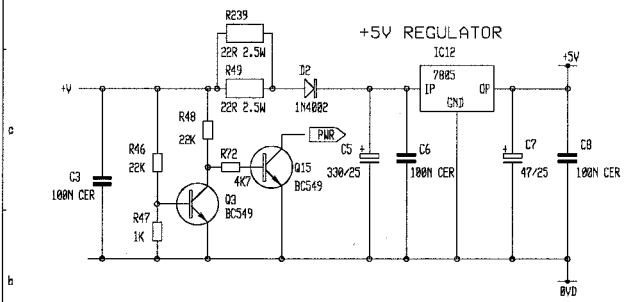 R239
+5V REGULATOR
22R 2.5W
IC12
+5V
R49
D2
7805
+V
IP
OP
22R 2.5W
1N4002
GND
R48
PWR
c
22K
C5
C6
C7
C8
R46
R72
+
+
C3
22K
Q15
330/25
100N CER
47/25
100N CER
4K7
100N CER
Q3
BC549
BC549
R47
1K
b
0VD